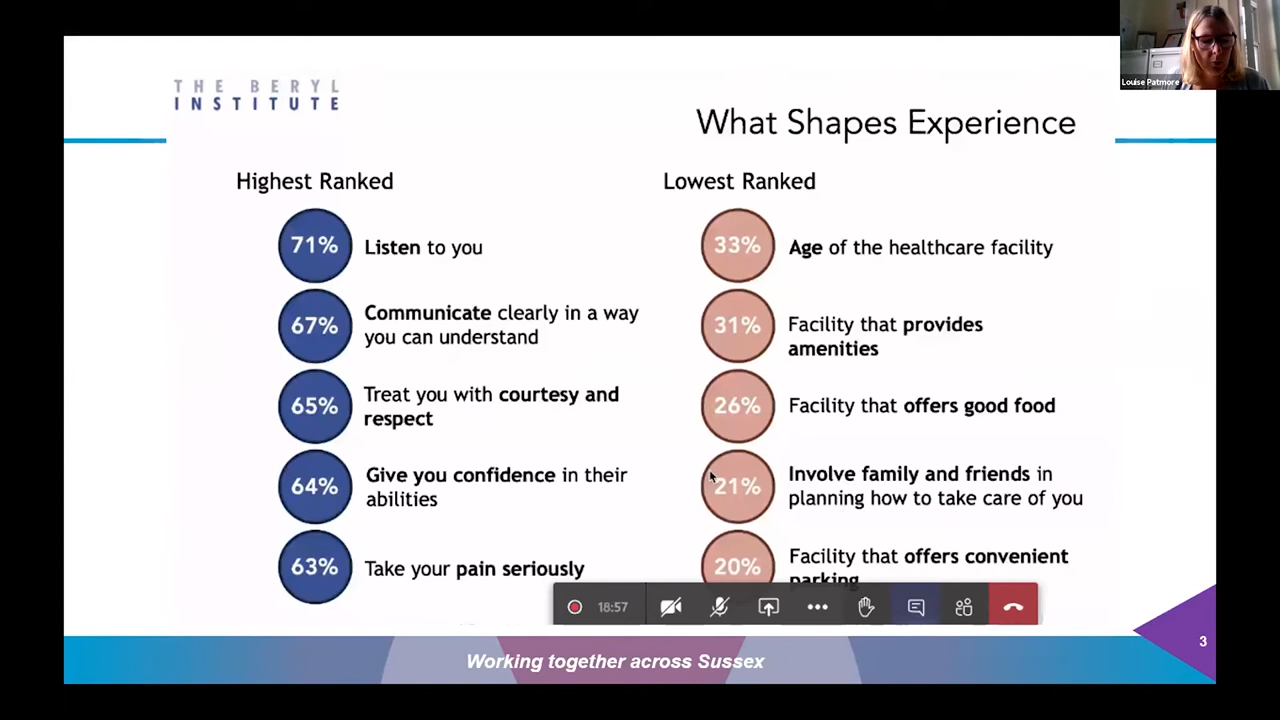 Louise Patmore
THE BERYL
INSTITUTE
What Shapes Experience
Highest Ranked
71%
Listen to you
67%
Communicate clearly in a way
you can understand
65%
Treat you with courtesy and
respect
64%
Give you confidence in their
abilities
63%
Take your pain seriously
Lowest Ranked
33%
Age of the healthcare facility
31%
Facility that provides
amenities
26%
Facility that offers good food
21%
Involve family and friends in
planning how to take care of you
20%
Facility that offers convenient
parking
18:57
Working together across Sussex
3